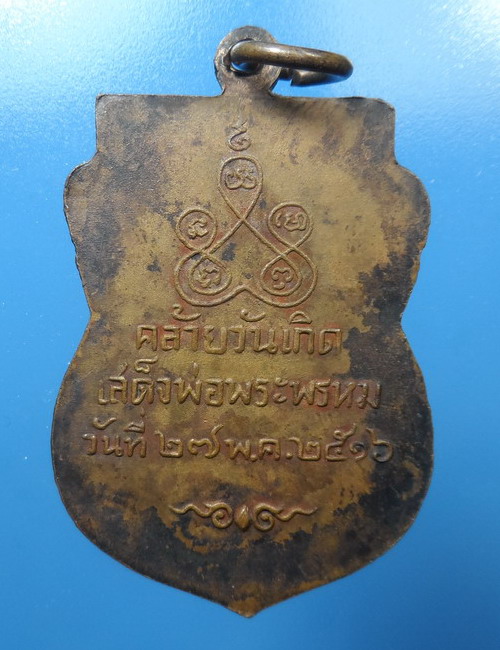 คล้ายวันเกิด
เสด็จพ่อพระพรหม
วันที่ ๒๗ พ.ค.๒๕๑๖